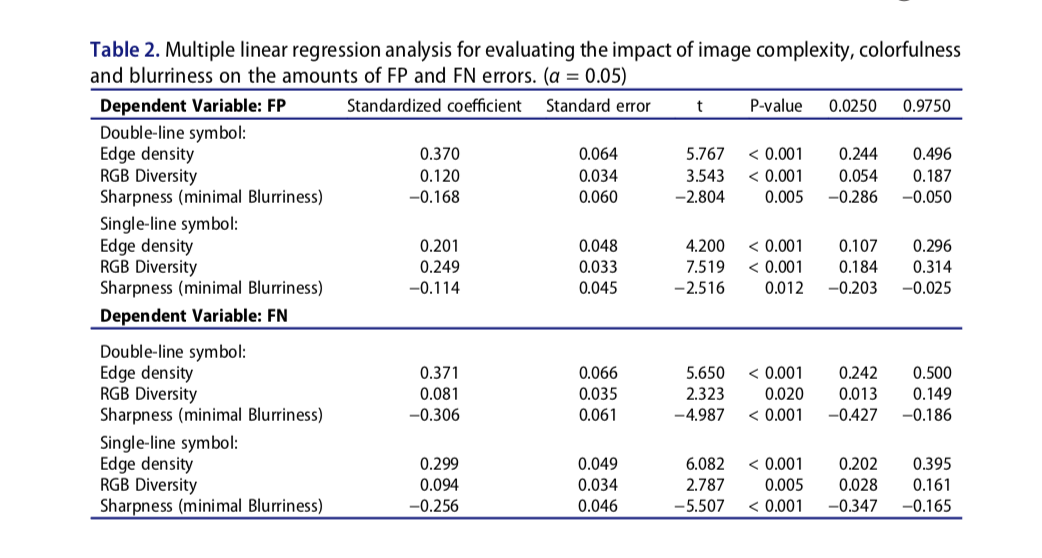 Table 2. Multiple linear regression analysis for evaluating the impact of image complexity, colorfulness
and blurriness on the amounts of FP and FN errors. (α = 0.05)
Dependent Variable: FP Standardized coefficient Standard error t P-value 0.0250 0.9750
Double-line symbol:
Edge density 0.370 0.064 5.767 < 0.001 0.244 0.496
RGB Diversity 0.120 0.034 3.543 < 0.001 0.054 0.187
Sharpness (minimal Blurriness) −0.168 0.060 −2.804 0.005 −0.286 −0.050
Single-line symbol:
Edge density 0.201 0.048 4.200 < 0.001 0.107 0.296
RGB Diversity 0.249 0.033 7.519 < 0.001 0.184 0.314
Sharpness (minimal Blurriness) −0.114 0.045 −2.516 0.012 −0.203 −0.025
Dependent Variable: FN
Double-line symbol:
Edge density 0.371 0.066 5.650 < 0.001 0.242 0.500
RGB Diversity 0.081 0.035 2.323 0.020 0.013 0.149
Sharpness (minimal Blurriness) −0.306 0.061 −4.987 < 0.001 −0.427 −0.186
Single-line symbol:
Edge density 0.299 0.049 6.082 < 0.001 0.202 0.395
RGB Diversity 0.094 0.034 2.787 0.005 0.028 0.161
Sharpness (minimal Blurriness) −0.256 0.046 −5.507 < 0.001 −0.347 −0.165